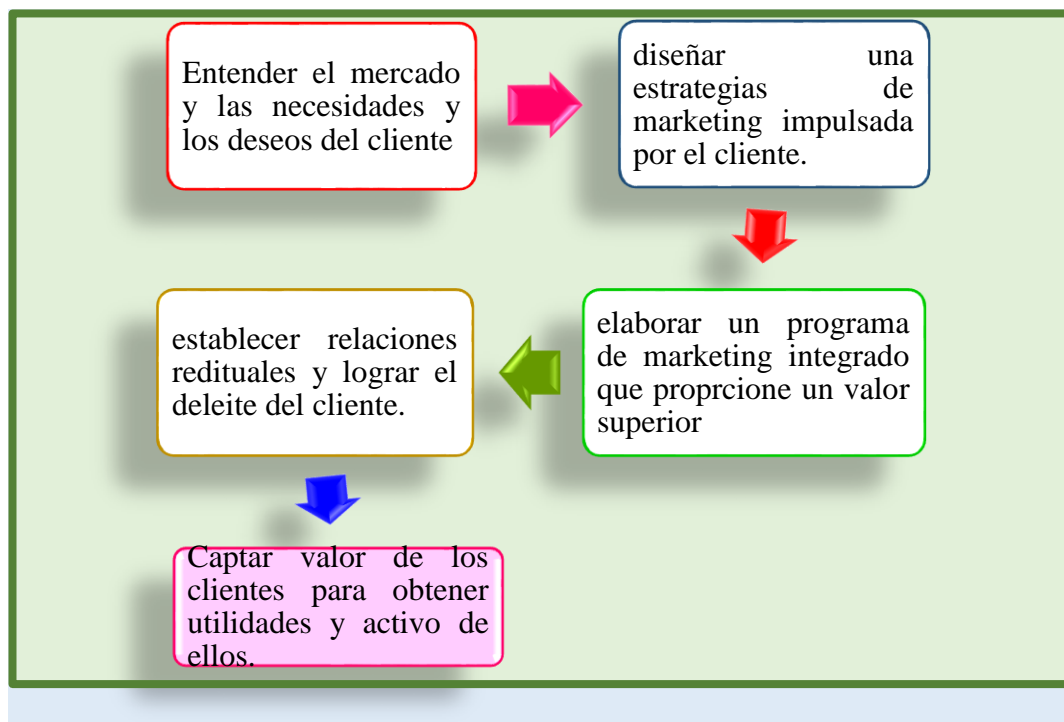 Entender el mercado
y las necesidades y
los deseos del cliente
diseñar una
estrategias de
marketing impulsada
por el cliente.
elaborar un programa
de marketing integrado
que proprcione un valor
superior
establecer relaciones
redituales y lograr el
deleite del cliente.
Captar valor de los
clientes para obtener
utilidades y activo de
ellos.